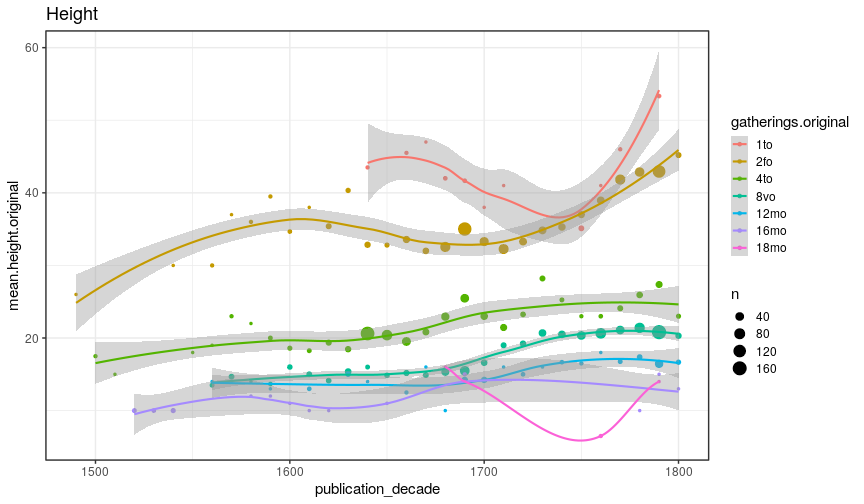 Height
60
40
20
mean.height.original
1500
1600
1700
1800
publication_decade
gatherings.original
1to
2fo
4to
8vo
12mo
16mo
18mo
n
40
80
120
160